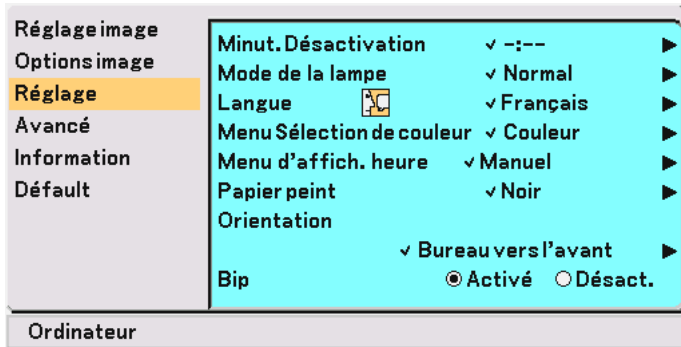 Réglage image
Options image
Réglage
Avancé
Information
Défault
Minut. Désactivation ✓ -:-- ▶
Mode de la lampe ✓ Normal ▶
Langue ✓ Français ▶
Menu Sélection de couleur ✓ Couleur ▶
Menu d'affich. heure ✓ Manuel ▶
Papier peint ✓ Noir ▶
Orientation
✓ Bureau vers l'avant ▶
Bip ◉ Activé ○ Désact.
Ordinateur